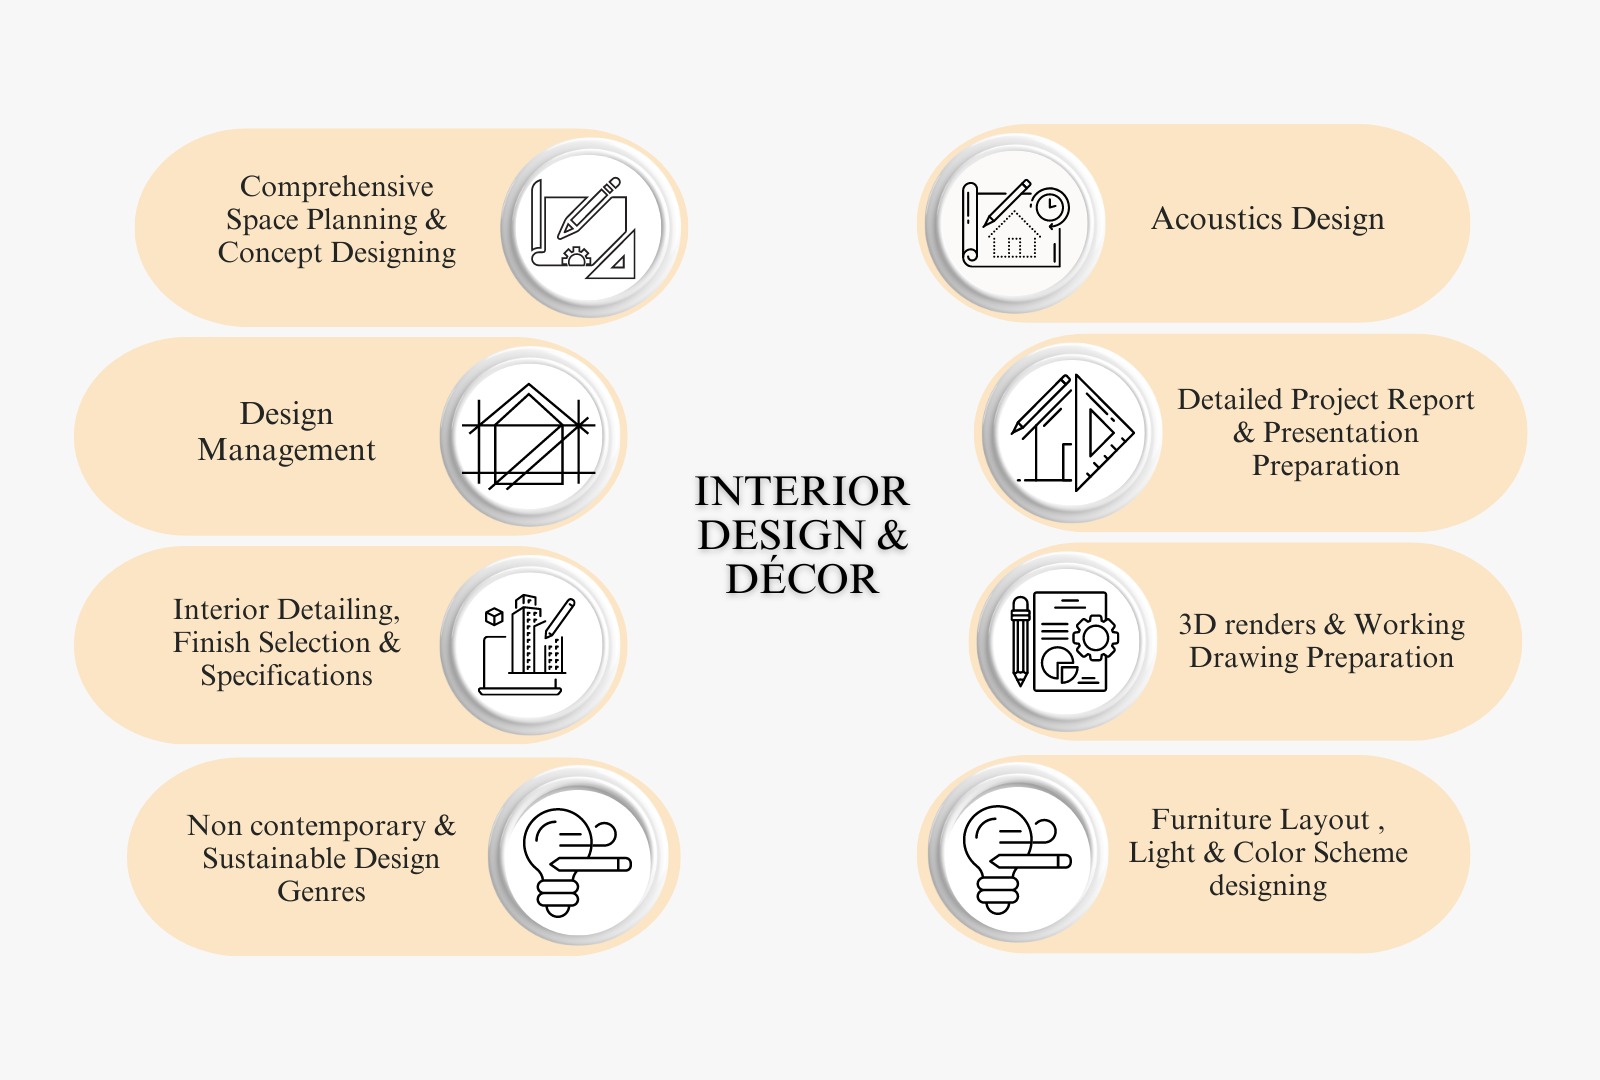 Comprehensive
Space Planning &
Concept Designing
Design
Management
Interior Detailing,
Finish Selection &
Specifications
Non contemporary &
Sustainable Design
Genres
INTERIOR
DESIGN &
DÉCOR
Acoustics Design
Detailed Project Report
& Presentation
Preparation
3D renders & Working
Drawing Preparation
Furniture Layout ,
Light & Color Scheme
designing